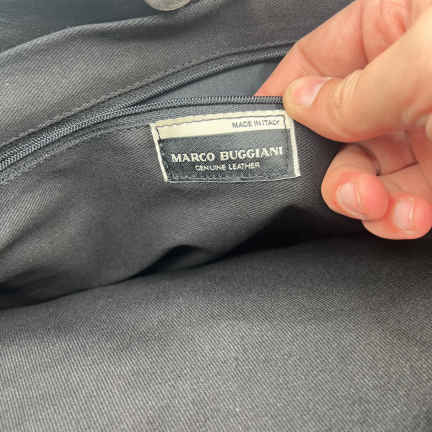 MADE IN ITALY
MARCO BUGGIANI
GENUINE LEATHER